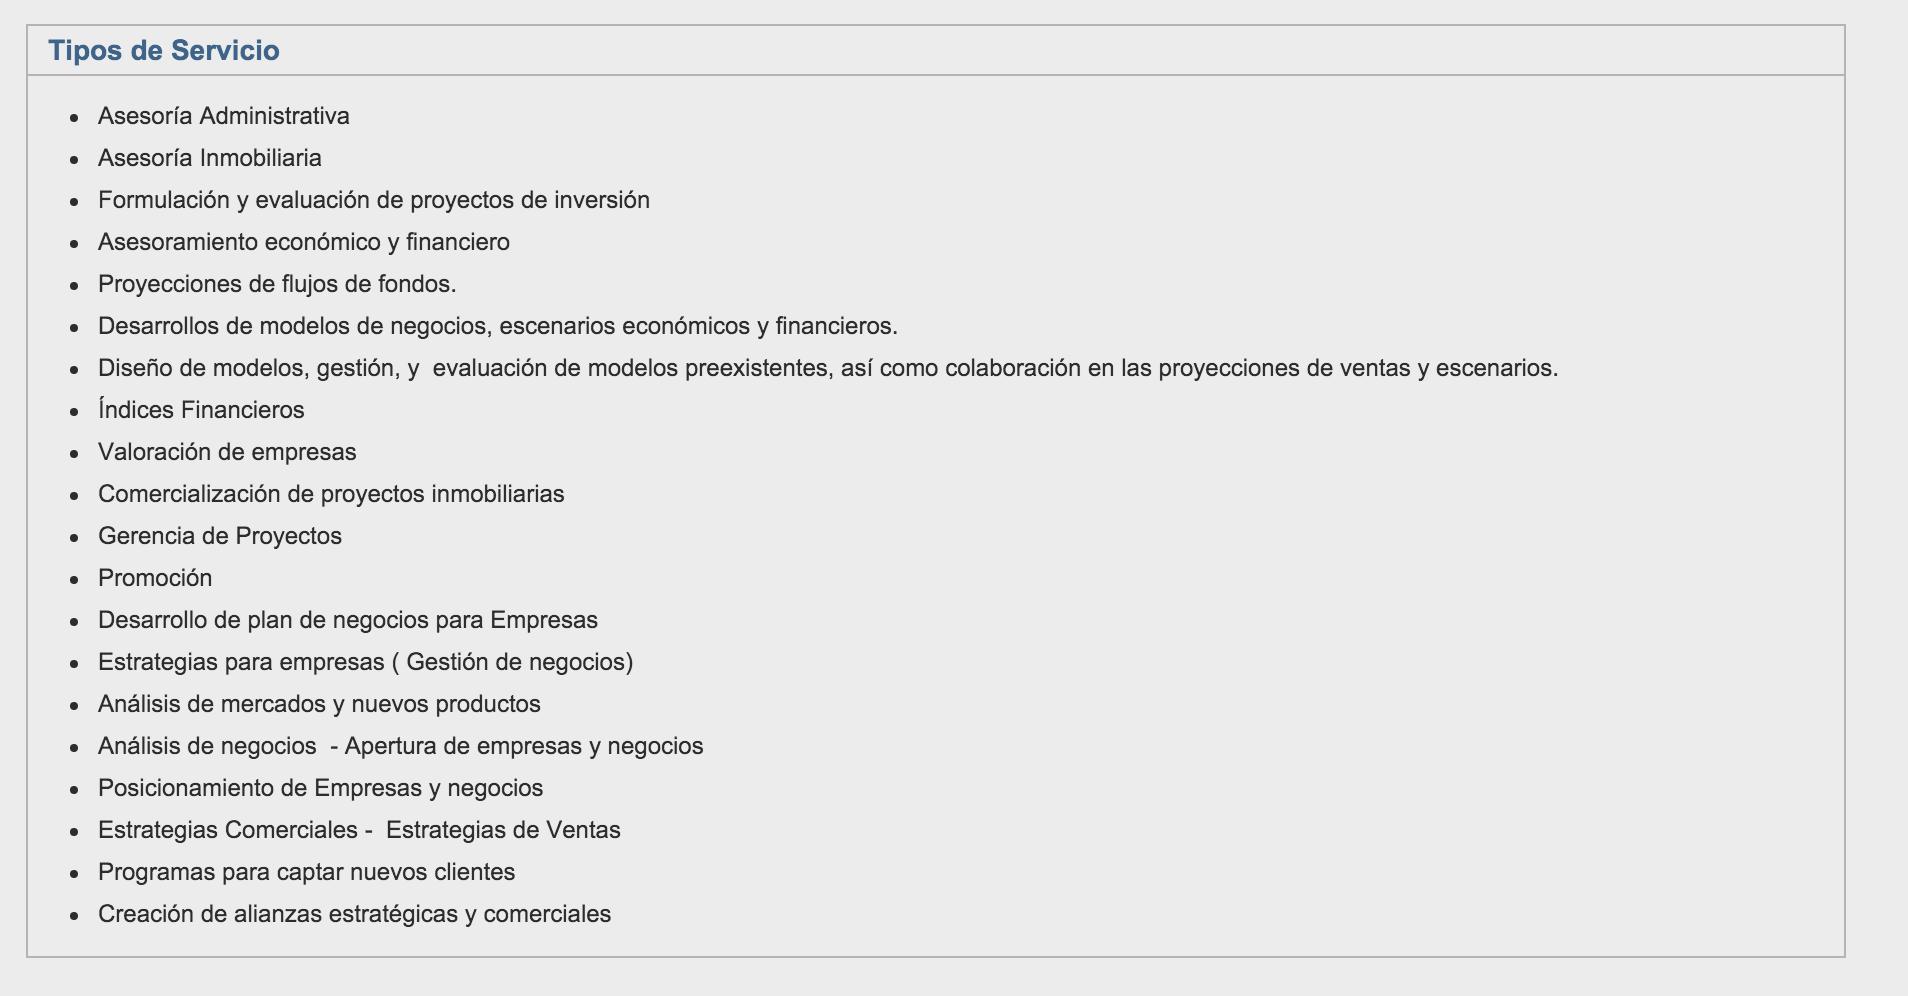 Tipos de Servicio
Asesoría Administrativa
Asesoría Inmobiliaria
Formulación y evaluación de proyectos de inversión
Asesoramiento económico y financiero
Proyecciones de flujos de fondos.
Desarrollos de modelos de negocios, escenarios económicos y financieros.
Diseño de modelos, gestión, y  evaluación de modelos preexistentes, así como colaboración en las proyecciones de ventas y escenarios.
Índices Financieros
Valoración de empresas
Comercialización de proyectos inmobiliarias
Gerencia de Proyectos
Promoción
Desarrollo de plan de negocios para Empresas
Estrategias para empresas ( Gestión de negocios)
Análisis de mercados y nuevos productos
Análisis de negocios  - Apertura de empresas y negocios
Posicionamiento de Empresas y negocios
Estrategias Comerciales -  Estrategias de Ventas
Programas para captar nuevos clientes
Creación de alianzas estratégicas y comerciales